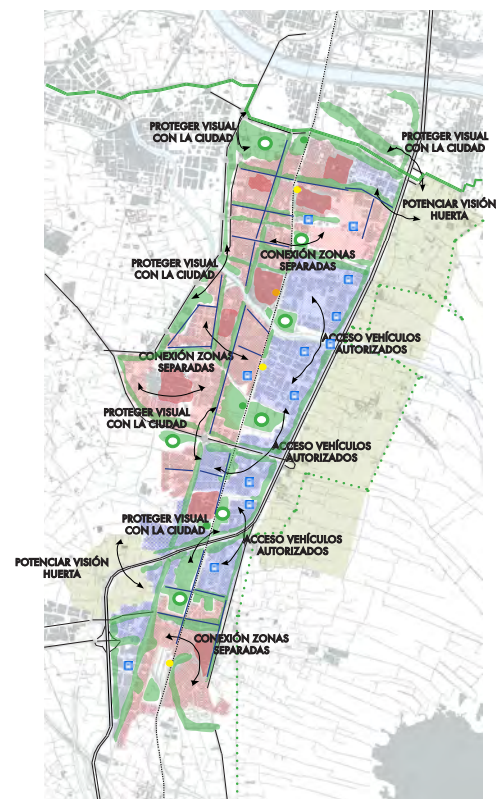 PROTEGER VISUAL
CON LA CIUDAD
PROTEGER VISUAL
CON LA CIUDAD
POTENCIAR VISIÓN
HUERTA
CONEXIÓN ZONAS
SEPARADAS
PROTEGER VISUAL
CON LA CIUDAD
ACCESO VEHÍCULOS
AUTORIZADOS
CONEXIÓN ZONAS
SEPARADAS
PROTEGER VISUAL
CON LA CIUDAD
ACCESO VEHÍCULOS
AUTORIZADOS
PROTEGER VISUAL
CON LA CIUDAD
ACCESO VEHÍCULOS
AUTORIZADOS
POTENCIAR VISIÓN
HUERTA
CONEXIÓN ZONAS
SEPARADAS